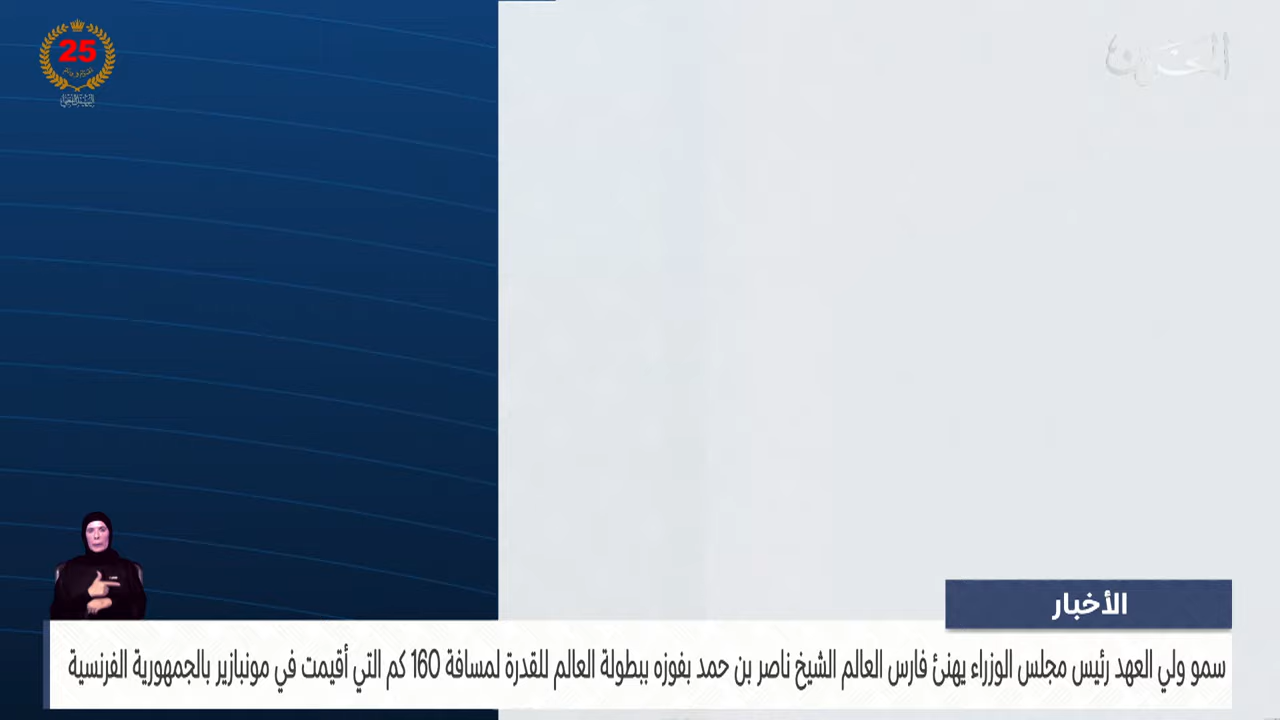 25
البحرين
الأخبار
سمو ولي العهد رئيس مجلس الوزراء يهنئ فارس العالم الشيخ ناصر بن حمد بفوزه ببطولة العالم للقدرة لمسافة 160 كم التي أقيمت في مونبازير بالجمهورية الفرنسية